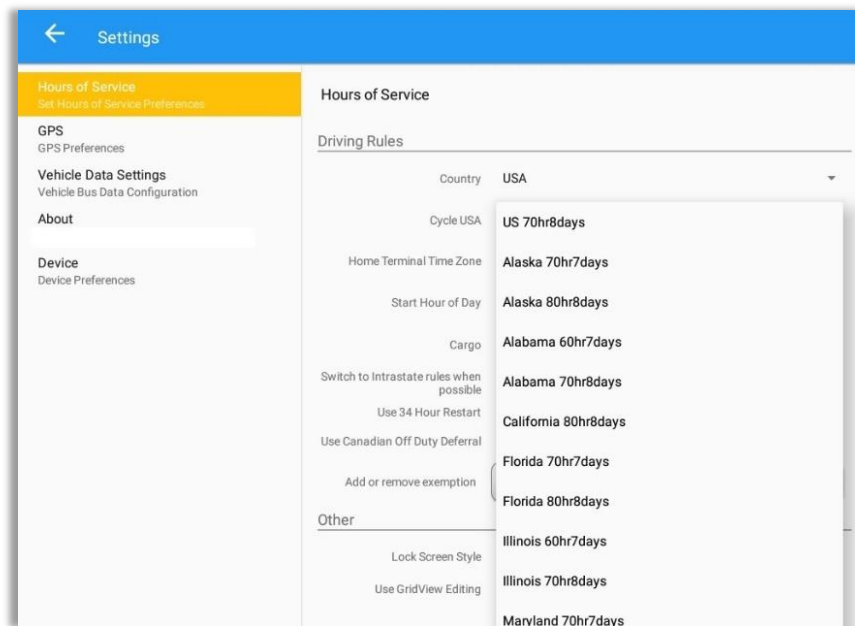 Settings
Hours of Service
Set Hours of Service Preferences
GPS
GPS Preferences
Vehicle Data Settings
Vehicle Bus Data Configuration
About
Device
Device Preferences
Hours of Service
Driving Rules
Country
USA
Cycle USA
US 70hr8days
Home Terminal Time Zone
Alaska 70hr7days
Start Hour of Day
Alaska 80hr8days
Cargo
Alabama 60hr7days
Switch to Intrastate rules when
possible
Alabama 70hr8days
Use 34 Hour Restart
California 80hr8days
Use Canadian Off Duty Deferral
Florida 70hr7days
Add or remove exemption
Florida 80hr8days
Other
Illinois 60hr7days
Lock Screen Style
Illinois 70hr8days
Use GridView Editing
Maryland 70hr7days